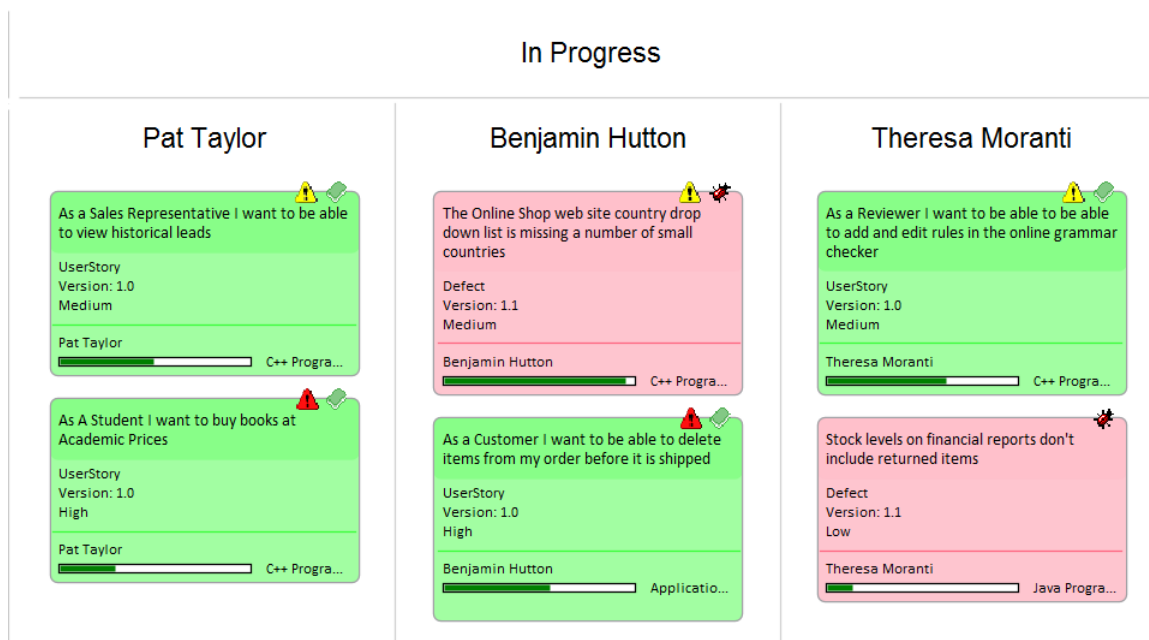 In Progress
Pat Taylor
As a Sales Representative I want to be able
to view historical leads
UserStory
Version: 1.0
Medium
Pat Taylor
C++ Progra...
As A Student I want to buy books at
Academic Prices
UserStory
Version: 1.0
High
Pat Taylor
C++ Progra...
Benjamin Hutton
The Online Shop web site country drop
down list is missing a number of small
countries
Defect
Version: 1.1
Medium
Benjamin Hutton
C++ Progra...
As a Customer I want to be able to delete
items from my order before it is shipped
UserStory
Version: 1.0
High
Benjamin Hutton
Applicatio...
Theresa Moranti
As a Reviewer I want to be able to be able
to add and edit rules in the online grammar
checker
UserStory
Version: 1.0
Medium
Theresa Moranti
C++ Progra...
Stock levels on financial reports don't
include returned items
Defect
Version: 1.1
Low
Theresa Moranti
Java Progra...